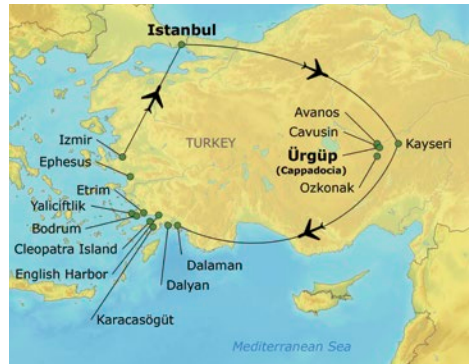 Istanbul
Avanos
Cavusin
Kayseri
Ürgüp
(Cappadocia)
Ozkonak
TURKEY
Izmir
Ephesus
Etrim
Yaliciftlik
Bodrum
Cleopatra Island
English Harbor
Karacasögüt
Dalaman
Dalyan
Mediterranean Sea